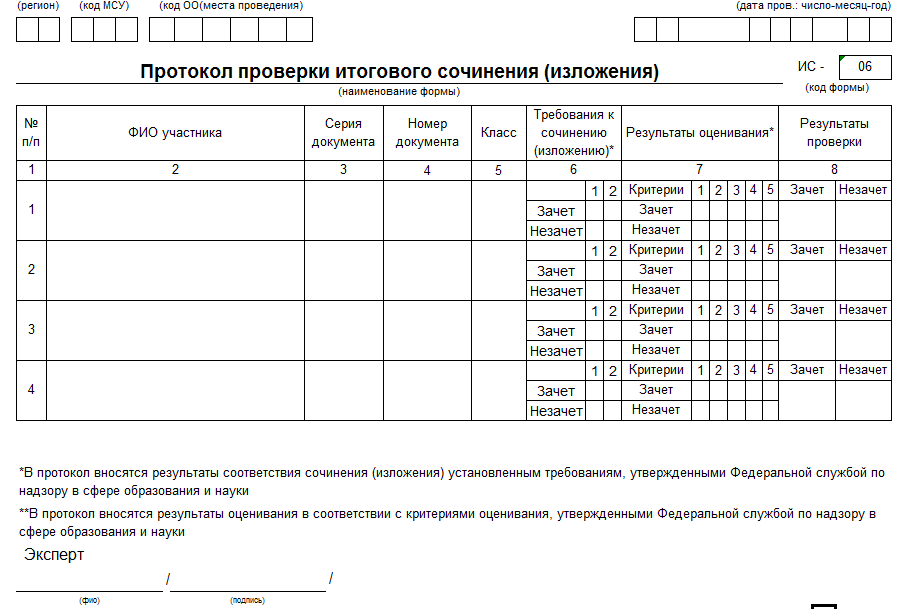 (регион) (код МСУ) (код ОО(места проведения) (дата пров.: число-месяц-год)
ИС - 06
Протокол проверки итогового сочинения (изложения)
(наименование формы) (код формы)
№ п/п ФИО участника Серия документа Номер документа Класс Требования к сочинению (изложению)* Результаты оценивания* Результаты проверки
1 2 3 4 5 6 7 8
1 1 2 Критерии 1 2 3 4 5 Зачет Незачет
Зачет Зачет
Незачет Незачет
2 1 2 Критерии 1 2 3 4 5 Зачет Незачет
Зачет Зачет
Незачет Незачет
3 1 2 Критерии 1 2 3 4 5 Зачет Незачет
Зачет Зачет
Незачет Незачет
4 1 2 Критерии 1 2 3 4 5 Зачет Незачет
Зачет Зачет
Незачет Незачет
*В протокол вносятся результаты соответствия сочинения (изложения) установленным требованиям, утвержденными Федеральной службой по
надзору в сфере образования и науки
**В протокол вносятся результаты оценивания в соответствии с критериями оценивания, утвержденными Федеральной службой по надзору в
сфере образования и науки
Эксперт
/ /
(фио) (подпись)